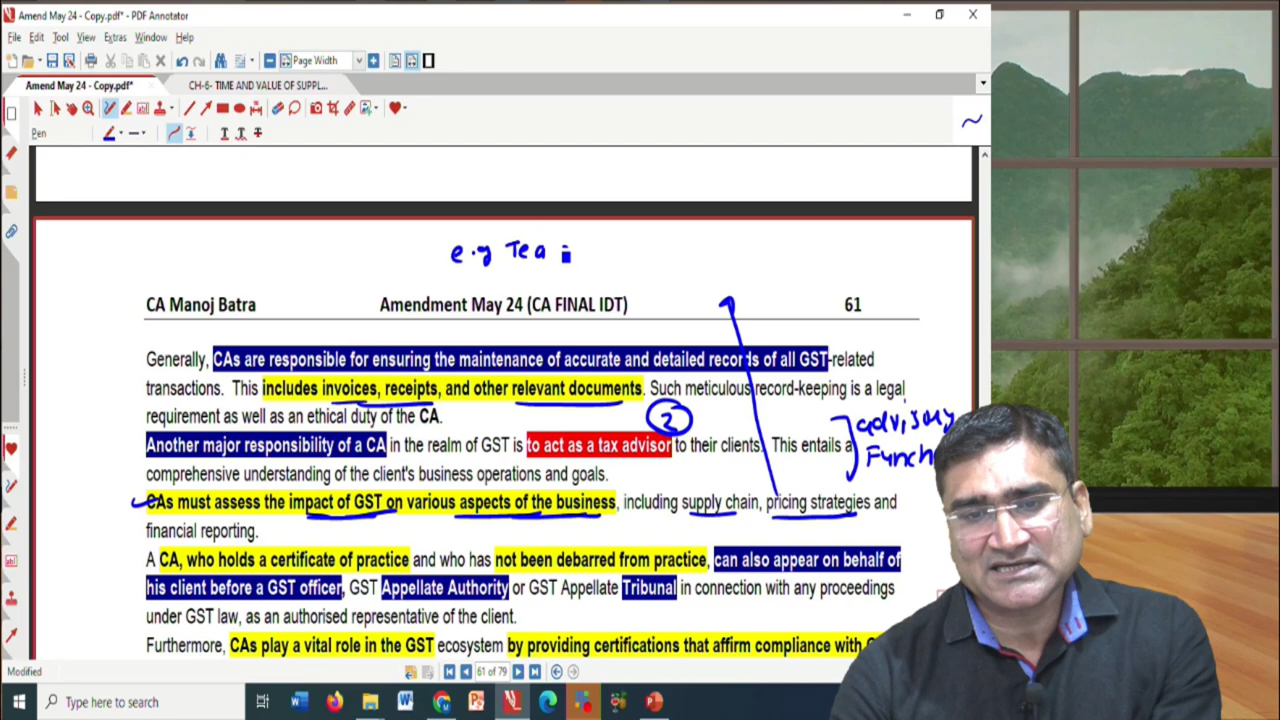 Amend May 24 - Copy.pdf* - PDF Annotator
File Edit Tool View Extras Window Help
Page Width
Amend May 24 - Copy.pdf*
CH-6- TIME AND VALUE OF SUPPL...
Pen
e.g Tea
CA Manoj Batra Amendment May 24 (CA FINAL IDT) 61
Generally, CAs are responsible for ensuring the maintenance of accurate and detailed records of all GST-related
transactions. This includes invoices, receipts, and other relevant documents. Such meticulous record-keeping is a legal
requirement as well as an ethical duty of the CA.
2
Another major responsibility of a CA in the realm of GST is to act as a tax advisor to their clients. This entails a
advisory
Funch
comprehensive understanding of the client's business operations and goals.
CAs must assess the impact of GST on various aspects of the business, including supply chain, pricing strategies and
financial reporting.
A CA, who holds a certificate of practice and who has not been debarred from practice, can also appear on behalf of
his client before a GST officer, GST Appellate Authority or GST Appellate Tribunal in connection with any proceedings
under GST law, as an authorised representative of the client.
Furthermore, CAs play a vital role in the GST ecosystem by providing certifications that affirm compliance with
Modified
61 of 79
Type here to search